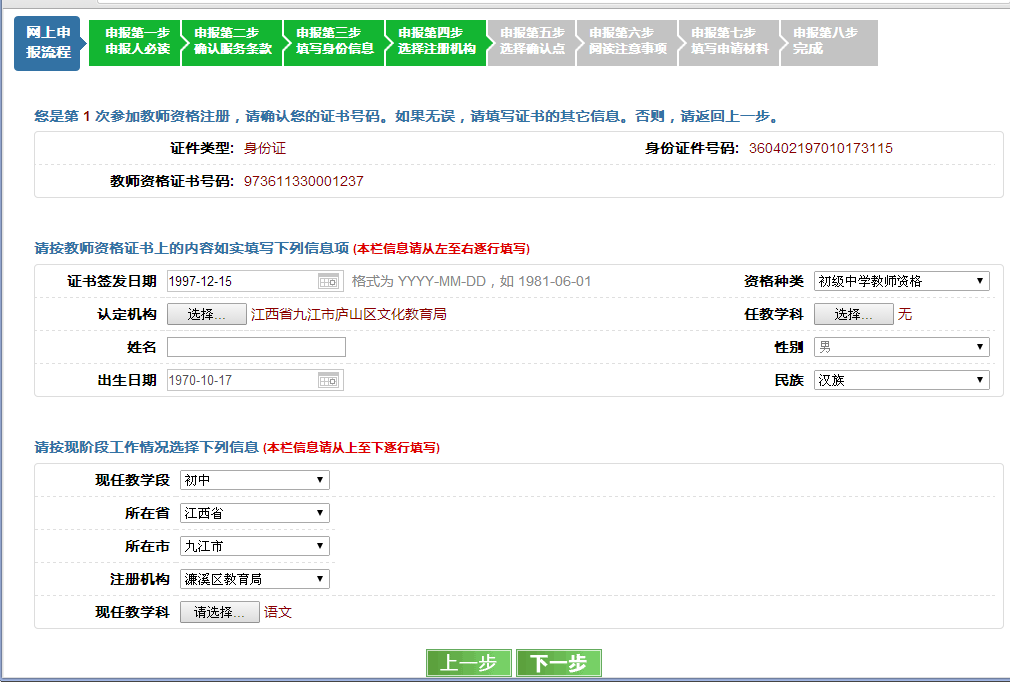 网上申
报流程
申报第一步
申报人必读
申报第二步
确认服务条款
申报第三步
填写身份信息
申报第四步
选择注册机构
申报第五步
选择确认点
申报第六步
阅读注意事项
申报第七步
填写申请材料
申报第八步
完成
您是第 1 次参加教师资格注册，请确认您的证书号码。如果无误，请填写证书的其它信息。否则，请返回上一步。
证件类型: 身份证 身份证件号码: 360402197010173115
教师资格证书号码: 973611330001237
请按教师资格证书上的内容如实填写下列信息项 (本栏信息请从左至右逐行填写)
证书签发日期 1997-12-15 格式为 YYYY-MM-DD，如 1981-06-01 资格种类 初级中学教师资格
认定机构 选择... 江西省九江市庐山区文化教育局 任教学科 选择... 无
姓名 性别 男
出生日期 1970-10-17 民族 汉族
请按现阶段工作情况选择下列信息 (本栏信息请从上至下逐行填写)
现任教学段 初中
所在省 江西省
所在市 九江市
注册机构 濂溪区教育局
现任教学科 请选择... 语文
上一步 下一步